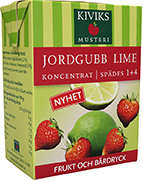 KIVIKS
MUSTERI
JORDGUBB LIME
KONCENTRAT | SPÄDES 1+4
NYHET
FRUKT OCH BÄRDRYCK